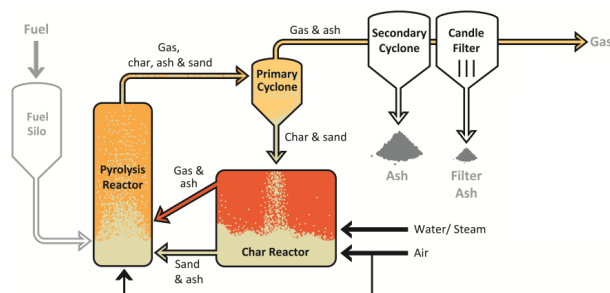 Fuel
Fuel
Silo
Gas,
char, ash & sand
Pyrolysis
Reactor
Primary
Cyclone
Gas & ash
Secondary
Cyclone
Candle
Filter
Gas
Char & sand
Ash
Filter
Ash
Gas &
ash
Char Reactor
Sand
& ash
Water/ Steam
Air